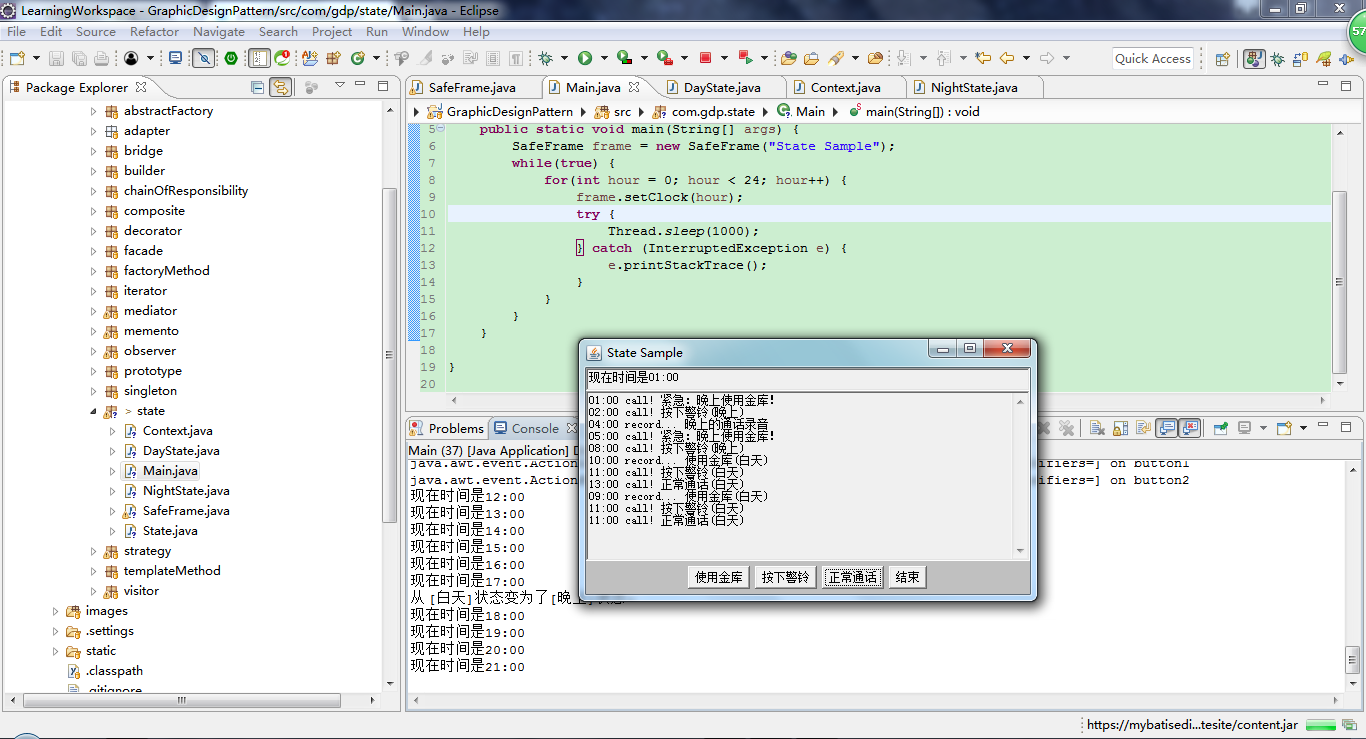 LearningWorkspace - GraphicDesignPattern/src/com/gdp/state/Main.java - Eclipse
57
File Edit Source Refactor Navigate Search Project Run Window Help
Quick Access
Package Explorer
abstractFactory
adapter
bridge
builder
chainOfResponsibility
composite
decorator
facade
factoryMethod
iterator
mediator
memento
observer
prototype
singleton
> state
Context.java
DayState.java
Main.java
NightState.java
SafeFrame.java
State.java
strategy
templateMethod
visitor
images
.settings
static
.classpath
.gitignore
SafeFrame.java Main.java DayState.java Context.java NightState.java
GraphicDesignPattern src com.gdp.state Main main(String[]) : void
5 public static void main(String[] args) {
6 SafeFrame frame = new SafeFrame("State Sample");
7 while(true) {
8 for(int hour = 0; hour < 24; hour++) {
9 frame.setClock(hour);
10 try {
11 Thread.sleep(1000);
12 } catch (InterruptedException e) {
13 e.printStackTrace();
14 }
15 }
16 }
17 }
18
19 }
20
State Sample
现在时间是01:00
01:00 call! 紧急：晚上使用金库!
02:00 call! 按下警铃(晚上)
04:00 record... 晚上的通话录音
05:00 call! 紧急：晚上使用金库!
08:00 call! 按下警铃(晚上)
10:00 record... 使用金库(白天)
11:00 call! 按下警铃(白天)
13:00 call! 正常通话(白天)
09:00 record... 使用金库(白天)
11:00 call! 按下警铃(白天)
11:00 call! 正常通话(白天)
使用金库 按下警铃 正常通话 结束
Problems Console
Main (37) [Java Application]
java.awt.event.Action ifiers=] on button1
java.awt.event.Action ifiers=] on button2
现在时间是12:00
现在时间是13:00
现在时间是14:00
现在时间是15:00
现在时间是16:00
现在时间是17:00
从[白天]状态变为了[晚上]
现在时间是18:00
现在时间是19:00
现在时间是20:00
现在时间是21:00
https://mybatisedi...tesite/content.jar